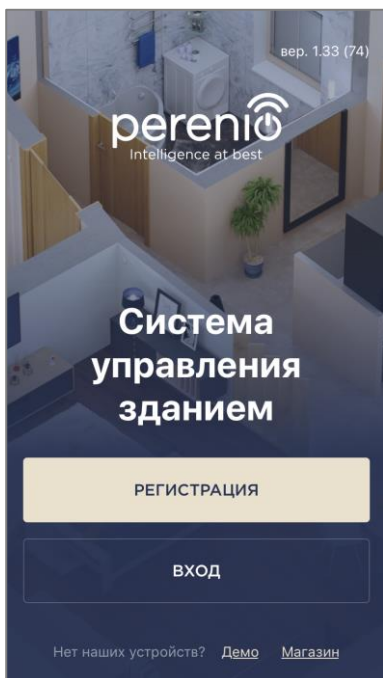 вер. 1.33 (74)
perenio
Intelligence at best
Система
управления
зданием
РЕГИСТРАЦИЯ
ВХОД
Нет наших устройств? Демо Магазин